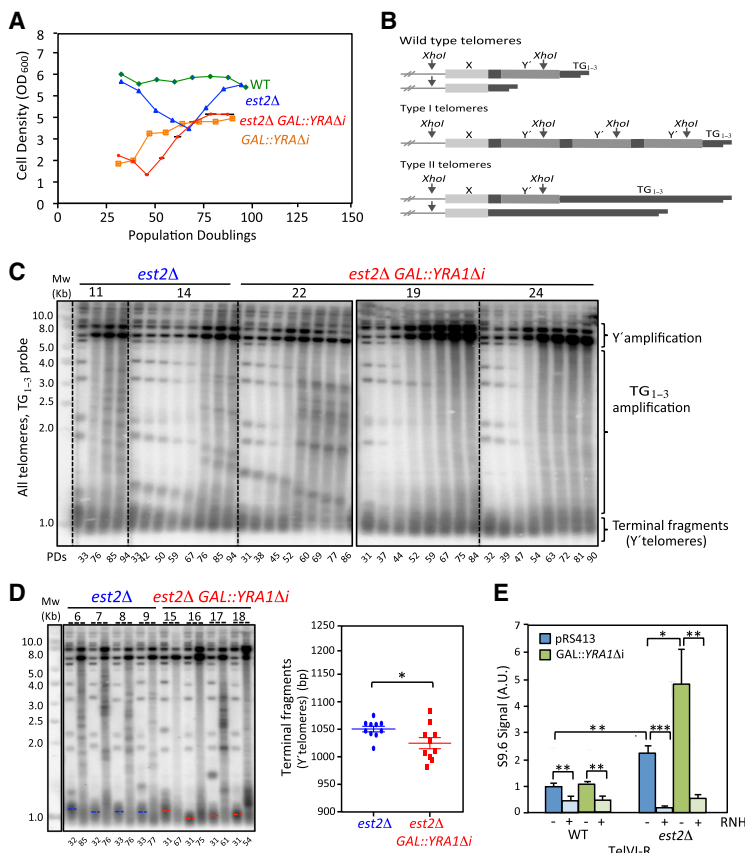 A
Cell Density (OD600)
8
7
6
5
5
4
3
2
1
0
0
25
50
75
100
125
150
Population Doublings
WT
est2Δ
est2Δ GAL::YRAΔi
GAL::YRAΔi
B
Wild type telomeres
XhoI
XhoI
X
Y´
TG1–3
Type I telomeres
XhoI
XhoI
XhoI
XhoI
X
Y´
Y´
Y´
TG1–3
Type II telomeres
XhoI
XhoI
X
Y´
TG1–3
C
Mw
(Kb)
est2Δ
est2Δ GAL::YRA1Δi
11
14
22
19
24
All telomeres, TG1–3 probe
8.0
5.0
4.0
3.0
2.0
1.0
Y´amplification
TG1–3
amplification
Terminal fragments
(Y´telomeres)
PDs
33 76 85 94
33 42 50 59 67 76 85 94
31 38 45 52 60 69 77 86
31 37 44 52 59 67 75 84
32 39 47 54 63 72 81 90
D
Mw
(Kb)
est2Δ
est2Δ GAL::YRA1Δi
6 7 8 9 15 16 17 18
10.0
8.0
4.0
3.0
2.0
1.0
32 85 32 76 33 76 33 77 31 67 31 75 31 61 31 54
Terminal fragments
(Y´telomeres) (bp)
1250
1200
1150
1100
1050
1000
950
900
*
est2Δ
est2Δ
GAL::YRA1Δi
E
S9.6 Signal (A.U.)
7
6
5
4
3
2
1
0
pRS413
GAL::YRA1Δi
**
**
**
*
***
**
- + - + - + - + RNH
WT
est2Δ
TelVI-R